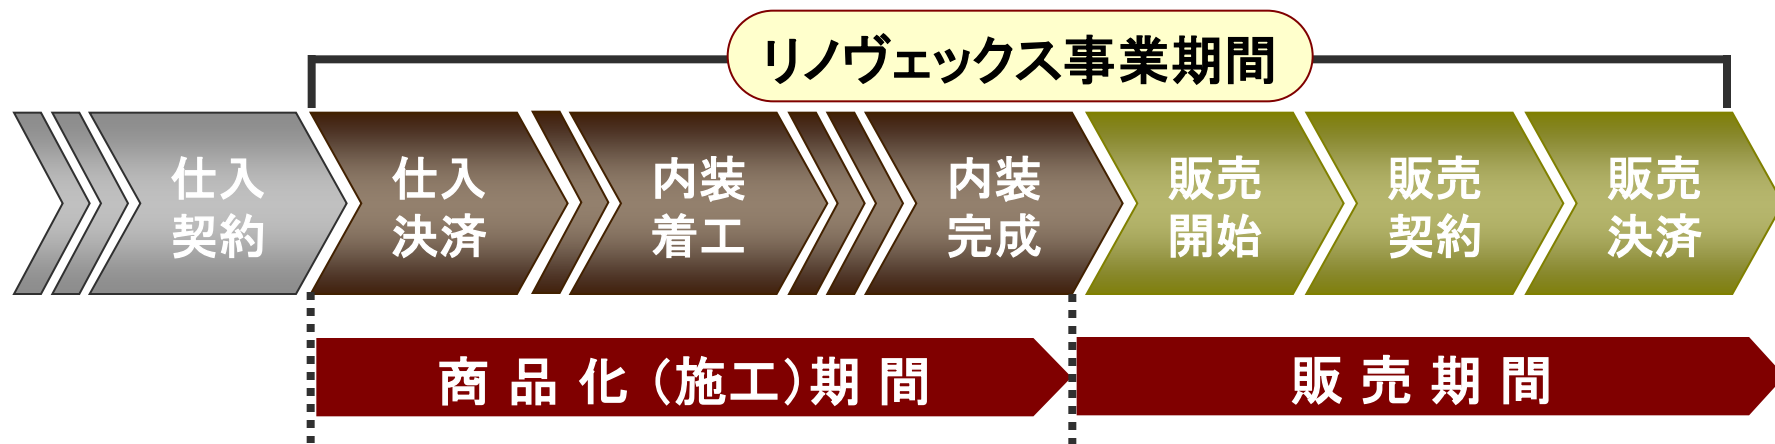 リノヴェックス事業期間
仕入
契約
仕入
決済
内装
着工
内装
完成
販売
開始
販売
契約
販売
決済
商品化(施工)期間
販売期間